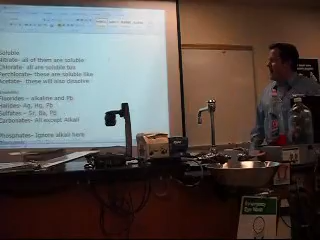 Soluble
Nitrate- all of them are soluble
Chlorate- all are soluble too
Perchlorate- these are soluble like
Acetate- these will also dissolve
Fluorides – alkaline and Pb
Halides- Ag, Hg, Pb
Sulfates – Sr, Ba, Pb
Carbonates- All except Alkali
Phosphates- Ignore alkali here
Emergency
Eye Wash